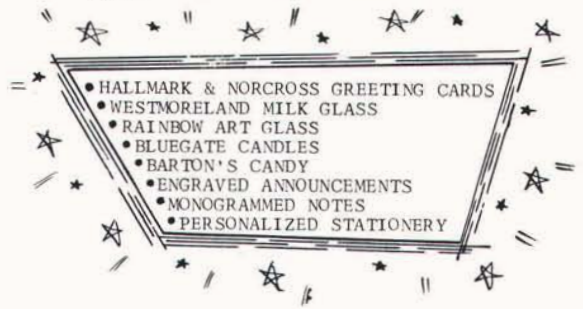 •HALLMARK & NORCROSS GREETING CARDS
•WESTMORELAND MILK GLASS
•RAINBOW ART GLASS
•BLUEGATE CANDLES
•BARTON'S CANDY
•ENGRAVED ANNOUNCEMENTS
•MONOGRAMMED NOTES
•PERSONALIZED STATIONERY